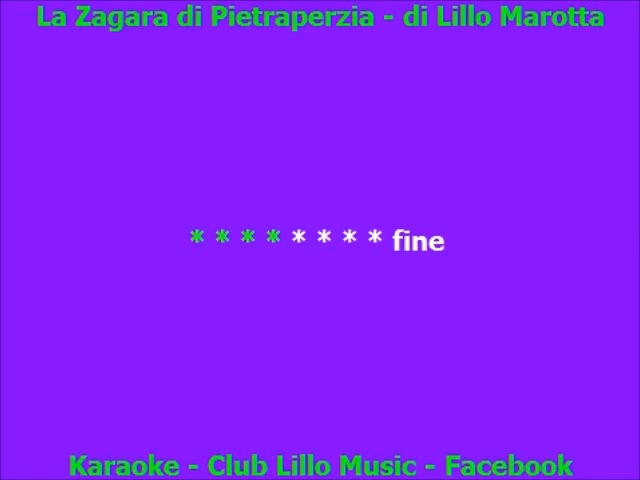 La Zagara di Pietraperzia - di Lillo Marotta
* * * * * * * * fine
Karaoke - Club Lillo Music - Facebook